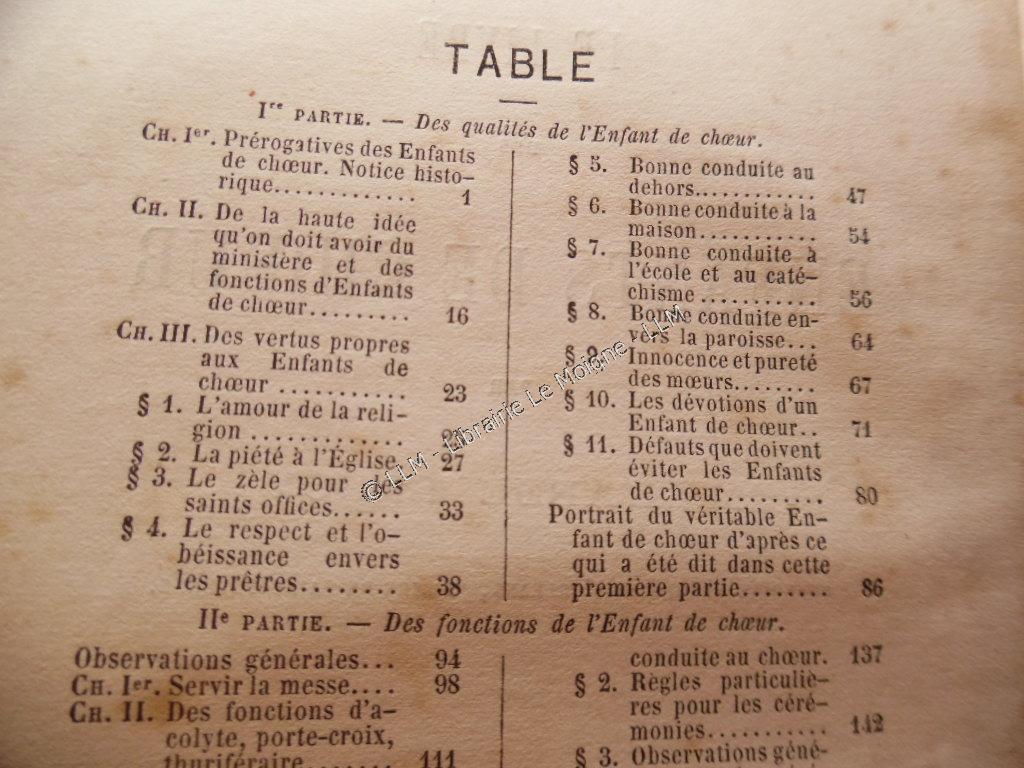 TABLE
Ire PARTIE. — Des qualités de l'Enfant de chœur.
CH. Ier. Prérogatives des Enfants
de chœur. Notice histo-
rique............. 1
CH. II. De la haute idée
qu'on doit avoir du
ministère et des
fonctions d'Enfants
de chœur......... 16
CH. III. Des vertus propres
aux Enfants de
chœur ............ 23
§ 1. L'amour de la reli-
gion ..............
§ 2. La piété à l'Église. 27
§ 3. Le zèle pour des
saints offices...... 33
§ 4. Le respect et l'o-
béissance envers
les prêtres........ 38
§ 5. Bonne conduite au
dehors............ 47
§ 6. Bonne conduite à la
maison........... 54
§ 7. Bonne conduite à
l'école et au caté-
chisme ........... 56
§ 8. Bonne conduite en-
vers la paroisse... 64
§ 9. Innocence et pureté
des mœurs........ 67
§ 10. Les dévotions d'un
Enfant de chœur.. 71
§ 11. Défauts que doivent
éviter les Enfants
de chœur......... 80
Portrait du véritable En-
fant de chœur d'après ce
qui a été dit dans cette
première partie........ 86
IIe PARTIE. — Des fonctions de l'Enfant de chœur.
Observations générales... 94
CH. Ier. Servir la messe.... 98
CH. II. Des fonctions d'a-
colyte, porte-croix,
thuriféraire....... 111
conduite au chœur. 137
§ 2. Règles particuliè-
res pour les céré-
monies........... 142
§ 3. Observations géné-
© LLM - Librairie Le Moigne - LLM